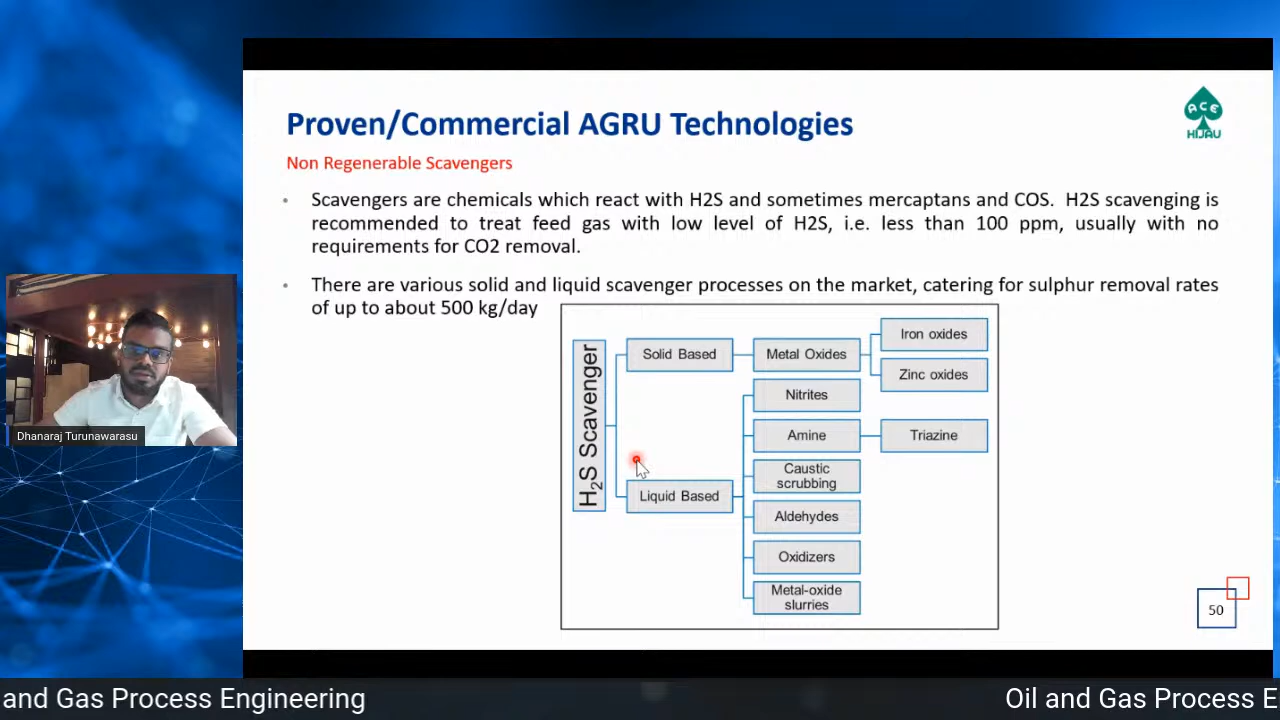 Proven/Commercial AGRU Technologies
ACE
HIJAU
Non Regenerable Scavengers
• Scavengers are chemicals which react with H2S and sometimes mercaptans and COS. H2S scavenging is
recommended to treat feed gas with low level of H2S, i.e. less than 100 ppm, usually with no
requirements for CO2 removal.
• There are various solid and liquid scavenger processes on the market, catering for sulphur removal rates
of up to about 500 kg/day
H₂S Scavenger
Solid Based
Metal Oxides
Iron oxides
Zinc oxides
Liquid Based
Nitrites
Amine
Triazine
Caustic
scrubbing
Aldehydes
Oxidizers
Metal-oxide
slurries
Dhanaraj Turunawarasu
50
and Gas Process Engineering
Oil and Gas Process E